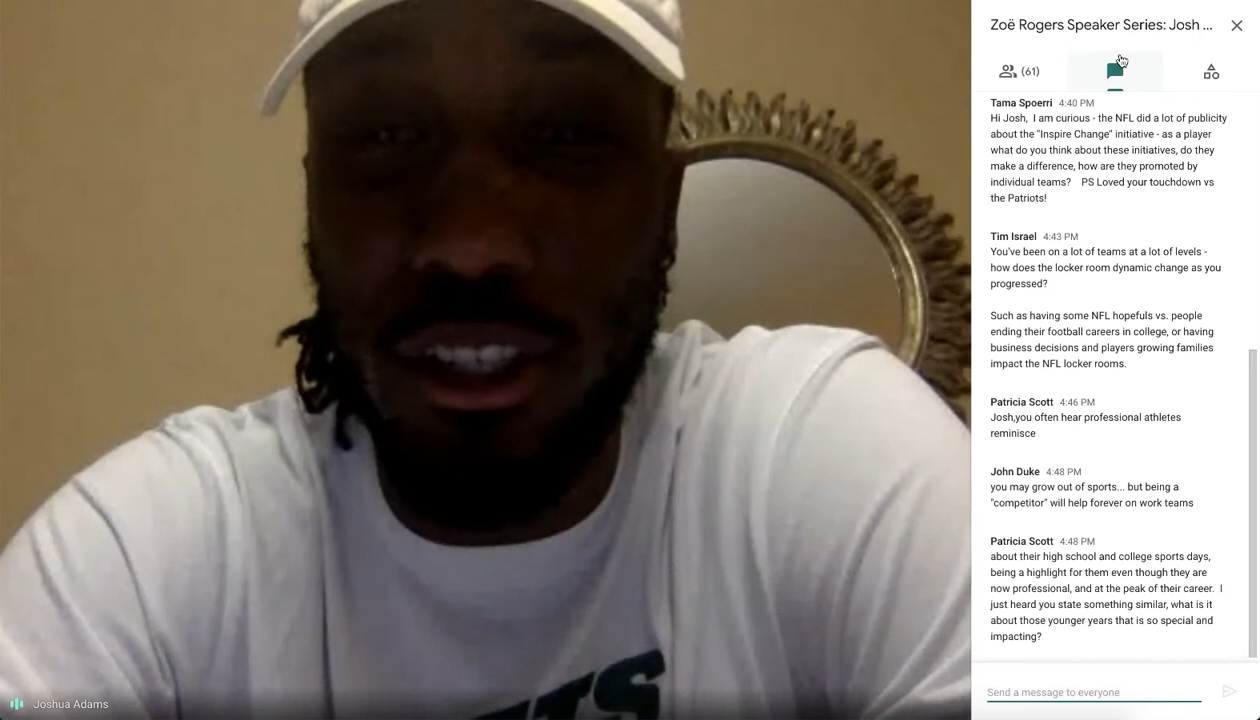 Zoë Rogers Speaker Series: Josh ...
(61)
Tama Spoerri 4:40 PM
Hi Josh, I am curious - the NFL did a lot of publicity
about the "Inspire Change" initiative - as a player
what do you think about these initiatives, do they
make a difference, how are they promoted by
individual teams? PS Loved your touchdown vs
the Patriots!
Tim Israel 4:43 PM
You've been on a lot of teams at a lot of levels -
how does the locker room dynamic change as you
progressed?
Such as having some NFL hopefuls vs. people
ending their football careers in college, or having
business decisions and players growing families
impact the NFL locker rooms.
Patricia Scott 4:46 PM
Josh,you often hear professional athletes
reminisce
John Duke 4:48 PM
you may grow out of sports... but being a
"competitor" will help forever on work teams
Patricia Scott 4:48 PM
about their high school and college sports days,
being a highlight for them even though they are
now professional, and at the peak of their career. I
just heard you state something similar, what is it
about those younger years that is so special and
impacting?
Send a message to everyone
Joshua Adams